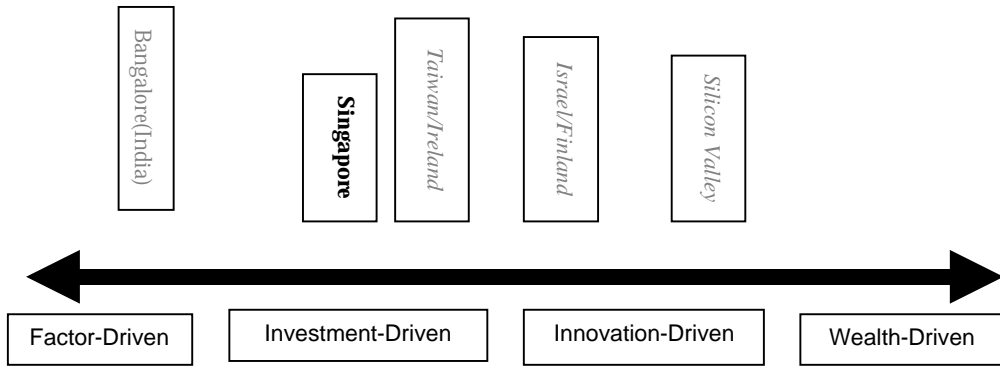 Bangalore(India)
Singapore
Taiwan/Ireland
Israel/Finland
Silicon Valley
Factor-Driven
Investment-Driven
Innovation-Driven
Wealth-Driven